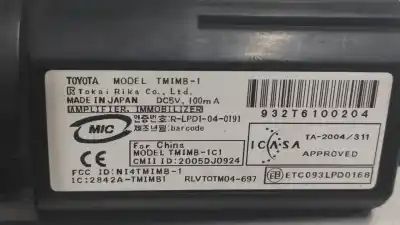 TOYOTA MODEL TMIMB-1
Ⓡ Tokai Rika Co., Ltd.
MADE IN JAPAN DC5V, 100mA
AMPLIFIER, IMMOBILIZER
932T6100204
MIC
인증번호:R-LPD1-04-0191
제조년월:barcode
For China
MODEL TMIMB-1C1
CMII ID:2005DJ0924
CE
ICASA
TA-2004/311
APPROVED
FCC ID:NI4TMIMB-1
IC:2842A-TMIMB1 RLVTOTM04-697
ETC093LPD0168